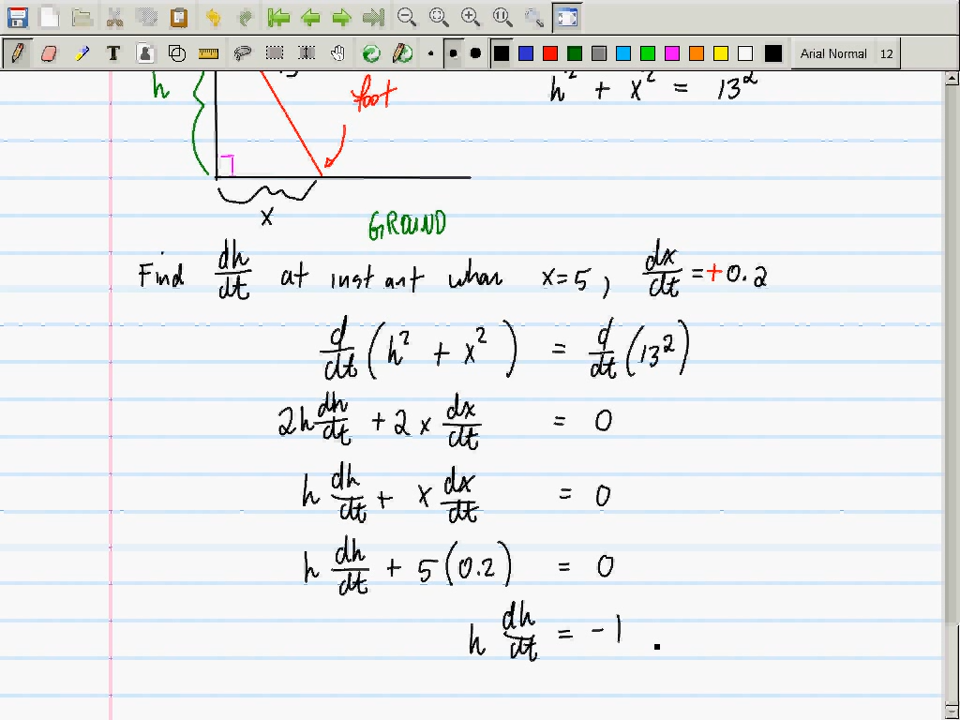 T
Arial Normal 12
h
foot
h² + x² = 13²
x
GROUND
Find dh/dt at instant when x=5, dx/dt = +0.2
d/dt (h² + x²) = d/dt (13²)
2h dh/dt + 2x dx/dt = 0
h dh/dt + x dx/dt = 0
h dh/dt + 5(0.2) = 0
h dh/dt = -1